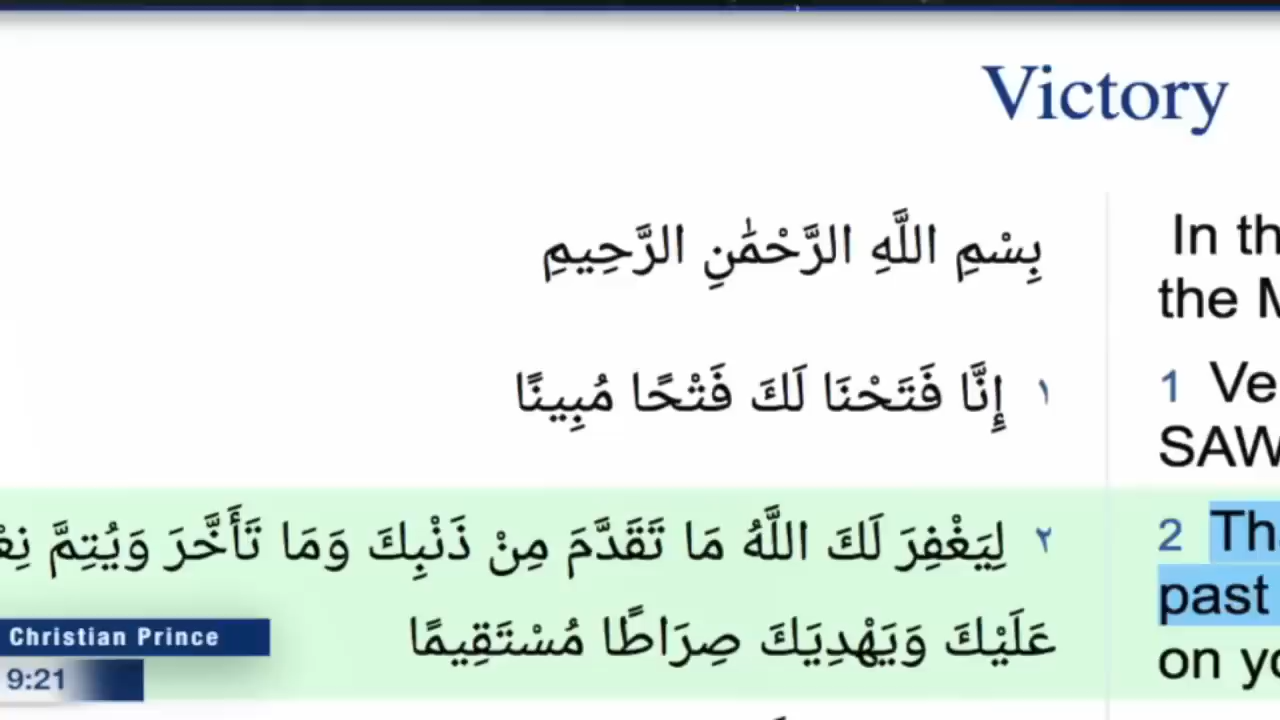 Victory
بِسْمِ اللَّهِ الرَّحْمَٰنِ الرَّحِيمِ
١ إِنَّا فَتَحْنَا لَكَ فَتْحًا مُبِينًا
٢ لِيَغْفِرَ لَكَ اللَّهُ مَا تَقَدَّمَ مِنْ ذَنْبِكَ وَمَا تَأَخَّرَ وَيُتِمَّ
عَلَيْكَ وَيَهْدِيَكَ صِرَاطًا مُسْتَقِيمًا
In th
the M
1 Ve
SAW
2 Tha
past
on yo
Christian Prince
9:21